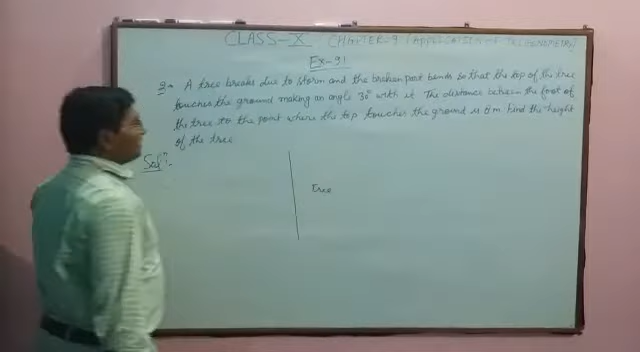 CLASS-X CHAPTER-9 (APPLICATION OF TRIGONOMETRY)
Ex-9.1
2→ A tree breaks due to storm and the broken part bends so that the top of the tree
touches the ground making an angle 30° with it. The distance between the foot of
the tree to the point where the top touches the ground is 8 m. Find the height
of the tree
Solⁿ:-
tree